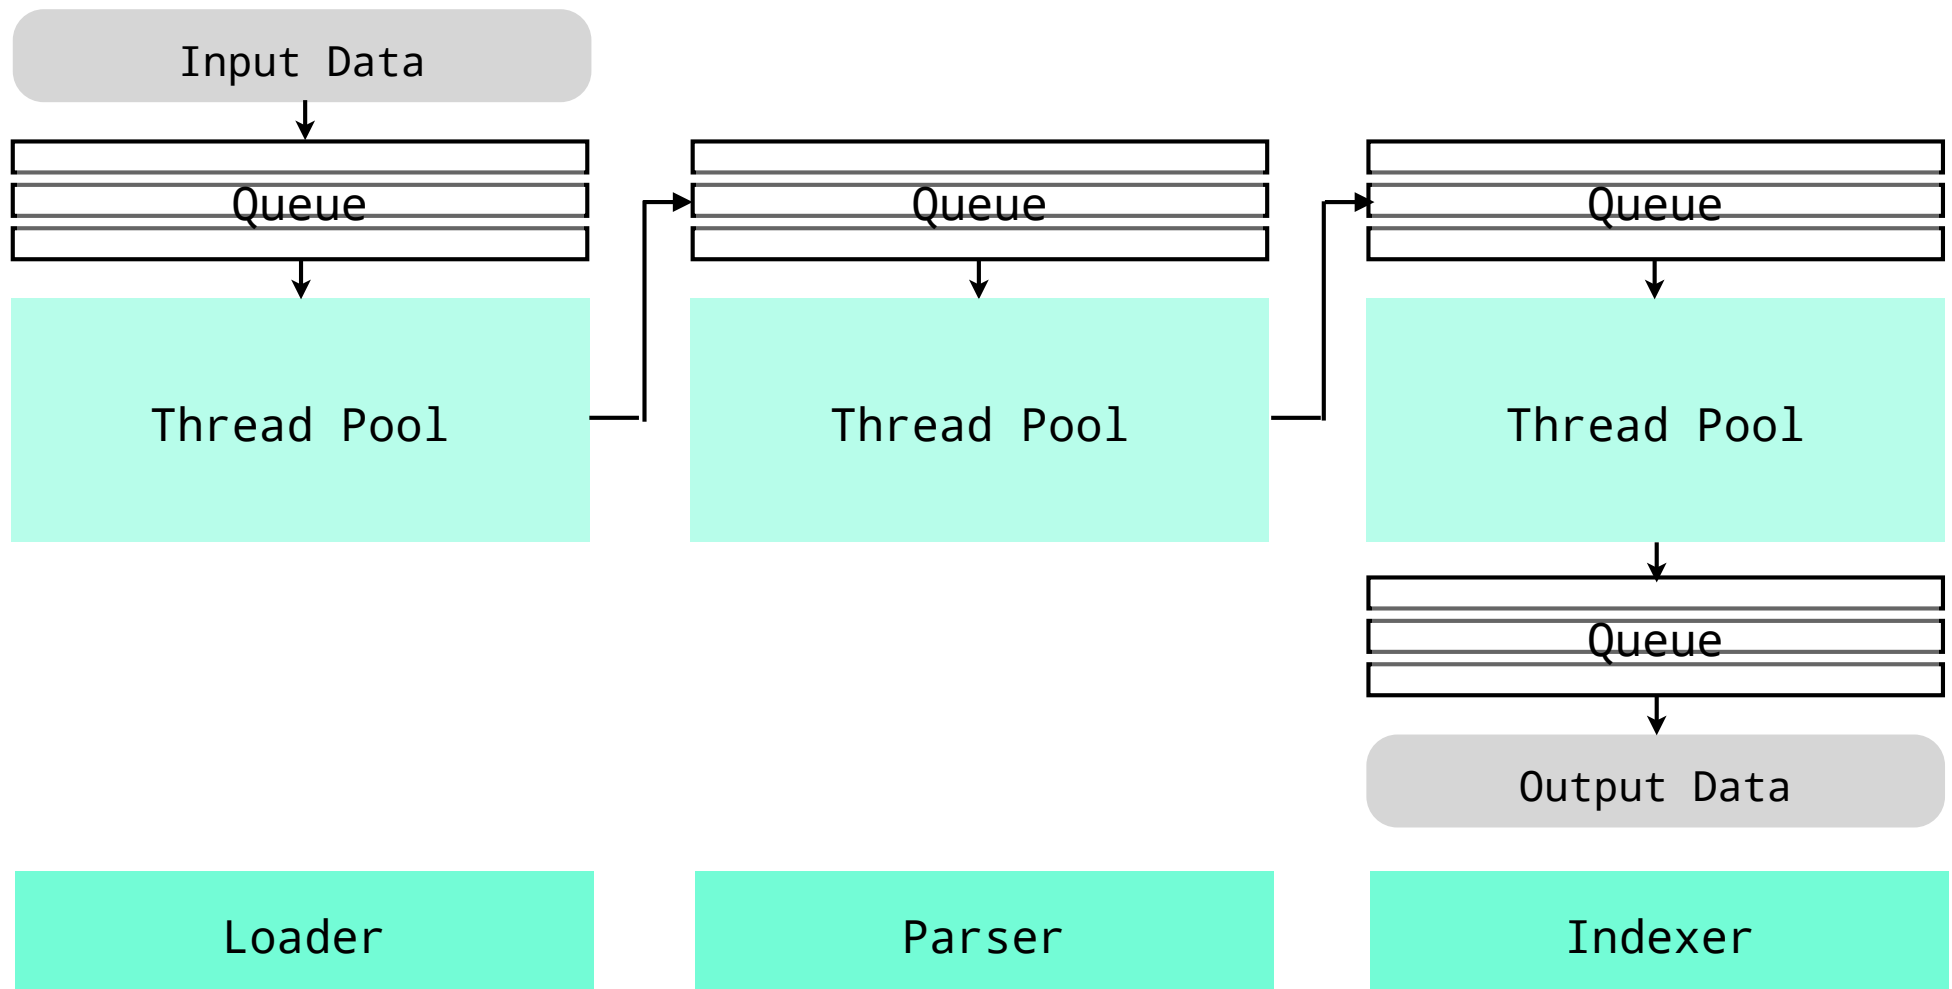 Input Data
Queue
Queue
Queue
Thread Pool
Thread Pool
Thread Pool
Queue
Output Data
Loader
Parser
Indexer